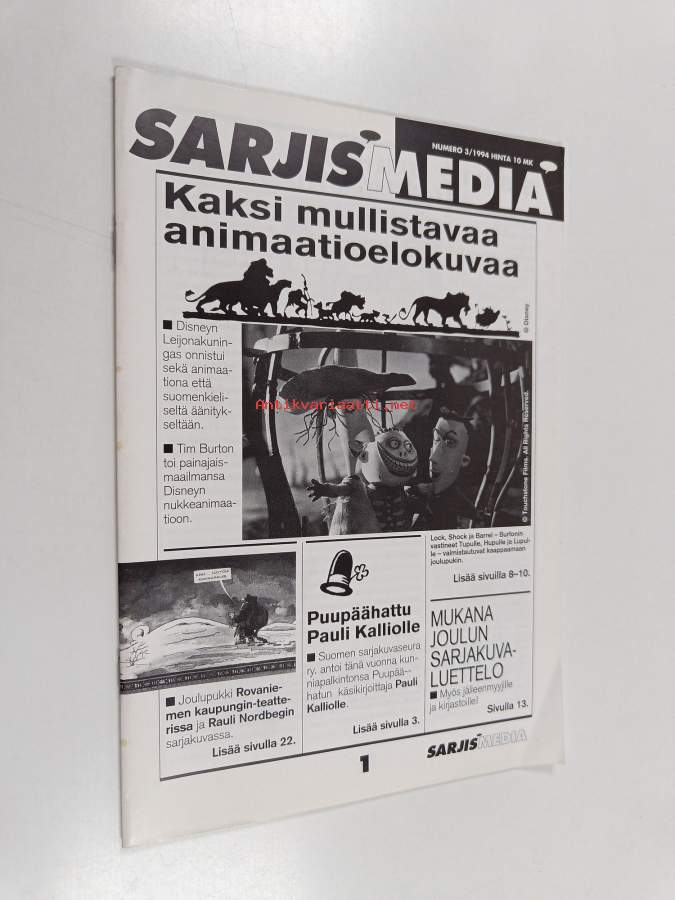 SARJIS MEDIA
NUMERO 3/1994 HINTA 10 MK
Kaksi mullistavaa
animaatioelokuvaa
© Disney
■ Disneyn
Leijonakunin-
gas onnistui
sekä animaa-
tiona että
suomenkieli-
seltä äänityk-
seltään.
■ Tim Burton
toi painajais-
maailmansa
Disneyn
nukkeanimaa-
tioon.
Antikvariaatti.net
© Touchstone Films. All Rights Reserved.
Lock, Shock ja Barrel – Burtonin
vastineet Tupulle, Hupulle ja Lupul-
le – valmistautuvat kaappaamaan
joulupukin.
Lisää sivuilla 8–10.
■ Joulupukki Rovanie-
men kaupungin-teatte-
rissa ja Rauli Nordbegin
sarjakuvassa.
Lisää sivulla 22.
Puupäähattu
Pauli Kalliolle
■ Suomen sarjakuvaseura
ry. antoi tänä vuonna kun-
niapalkintonsa Puupää-
hatun käsikirjoittaja Pauli
Kalliolle.
Lisää sivulla 3.
MUKANA
JOULUN
SARJAKUVA-
LUETTELO
■ Myös jälleenmyyjille
ja kirjastoille!
Sivulla 13.
1
SARJIS MEDIA